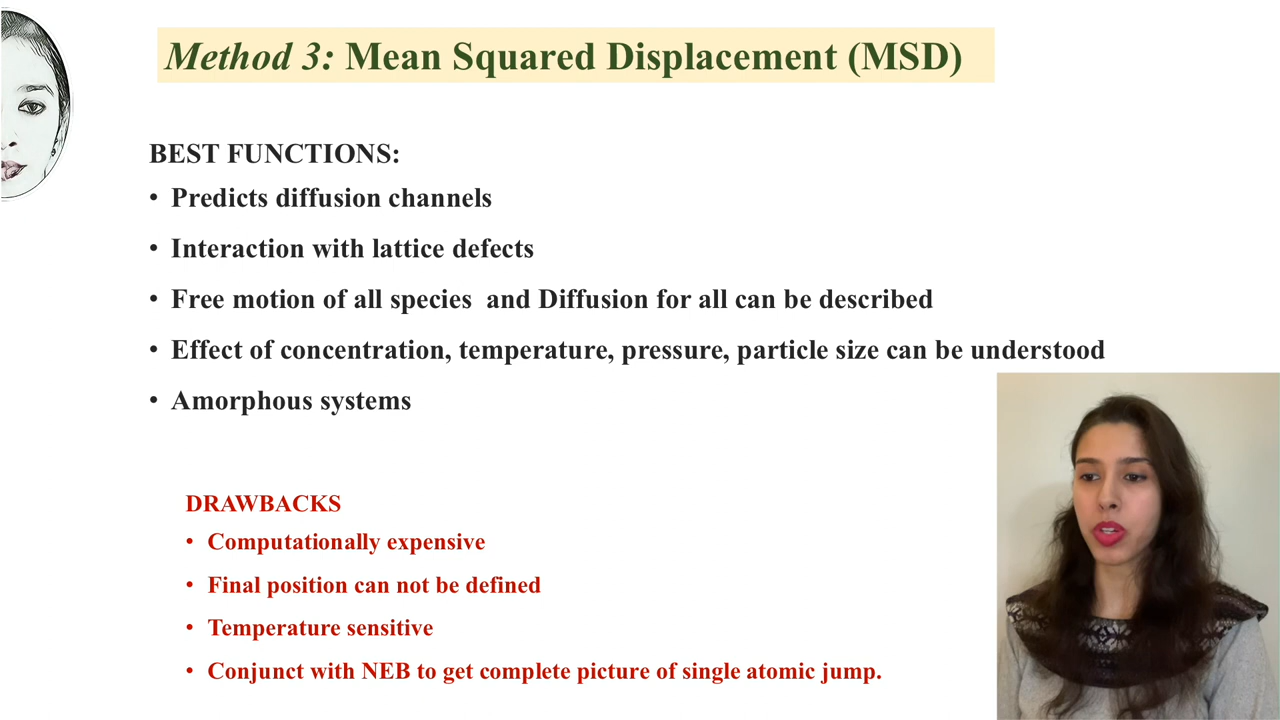 Method 3: Mean Squared Displacement (MSD)
BEST FUNCTIONS:
• Predicts diffusion channels
• Interaction with lattice defects
• Free motion of all species and Diffusion for all can be described
• Effect of concentration, temperature, pressure, particle size can be understood
• Amorphous systems
DRAWBACKS
• Computationally expensive
• Final position can not be defined
• Temperature sensitive
• Conjunct with NEB to get complete picture of single atomic jump.